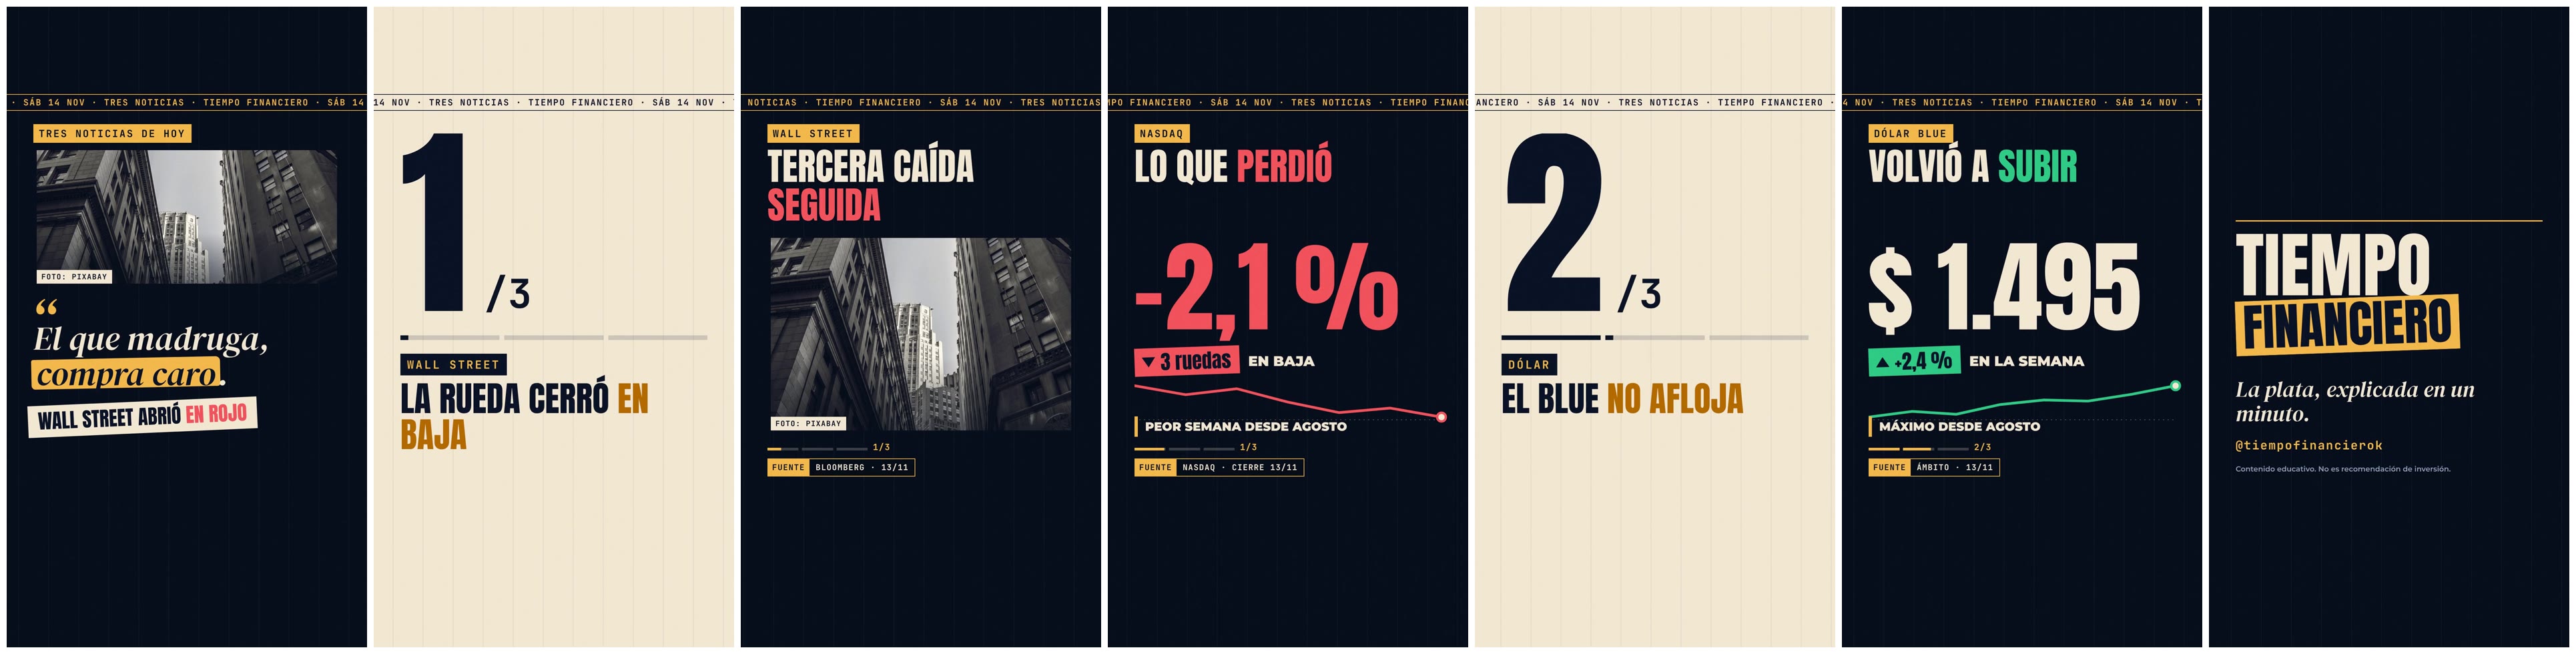 · SÁB 14 NOV · TRES NOTICIAS · TIEMPO FINANCIERO · SÁB 14
TRES NOTICIAS DE HOY
FOTO: PIXABAY
“
El que madruga,
compra caro.
WALL STREET ABRIÓ EN ROJO
14 NOV · TRES NOTICIAS · TIEMPO FINANCIERO · SÁB 14 NOV ·
1/3
WALL STREET
LA RUEDA CERRÓ EN
BAJA
NOTICIAS · TIEMPO FINANCIERO · SÁB 14 NOV · TRES NOTICIAS
WALL STREET
TERCERA CAÍDA
SEGUIDA
FOTO: PIXABAY
1/3
FUENTE BLOOMBERG · 13/11
MPO FINANCIERO · SÁB 14 NOV · TRES NOTICIAS · TIEMPO FINANC
NASDAQ
LO QUE PERDIÓ
-2,1 %
▼ 3 ruedas EN BAJA
PEOR SEMANA DESDE AGOSTO
1/3
FUENTE NASDAQ · CIERRE 13/11
ANCIERO · SÁB 14 NOV · TRES NOTICIAS · TIEMPO FINANCIERO ·
2/3
DÓLAR
EL BLUE NO AFLOJA
4 NOV · TRES NOTICIAS · TIEMPO FINANCIERO · SÁB 14 NOV · T
DÓLAR BLUE
VOLVIÓ A SUBIR
$ 1.495
▲ +2,4 % EN LA SEMANA
MÁXIMO DESDE AGOSTO
2/3
FUENTE ÁMBITO · 13/11
TIEMPO
FINANCIERO
La plata, explicada en un
minuto.
@tiempofinancierok
Contenido educativo. No es recomendación de inversión.